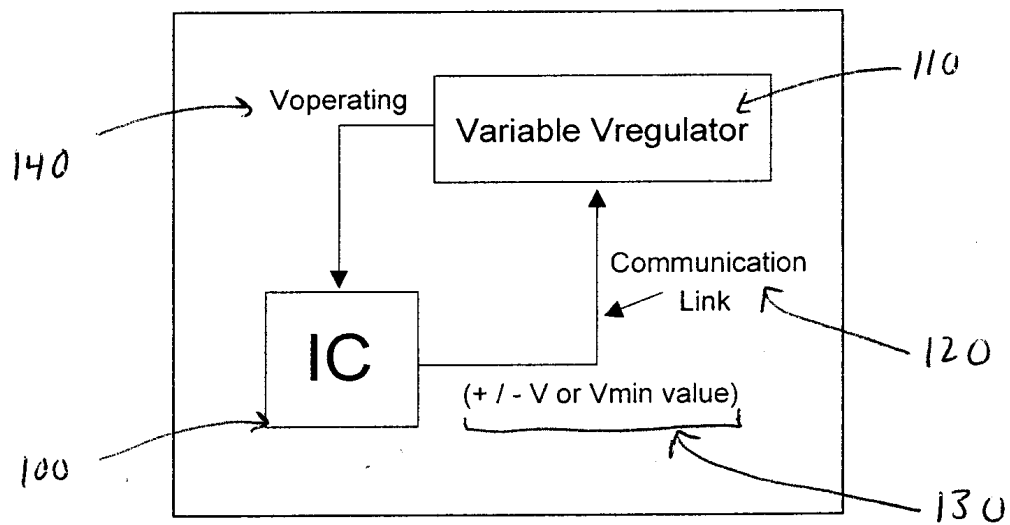 110
Voperating
Variable Vregulator
140
Communication
Link
120
IC
(+ / - V or Vmin value)
100
130